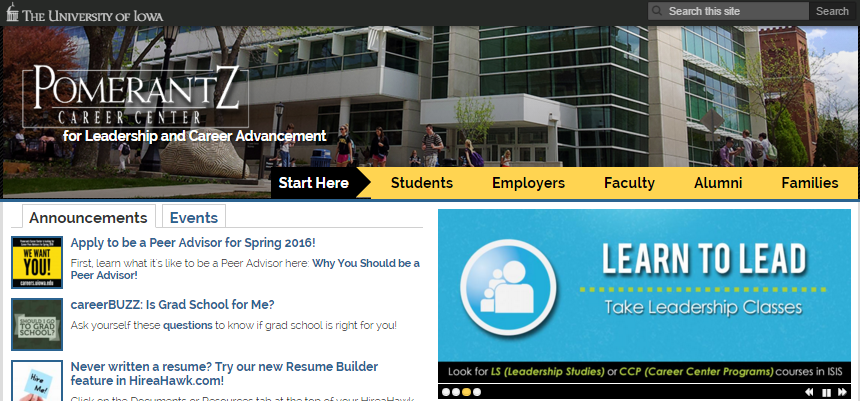 THE UNIVERSITY OF IOWA
Search this site
Search
POMERANTZ
CAREER CENTER
for Leadership and Career Advancement
Start Here
Students
Employers
Faculty
Alumni
Families
Announcements
Events
WE WANT
YOU!
careers.uiowa.edu
Apply to be a Peer Advisor for Spring 2016!
First, learn what it's like to be a Peer Advisor here: Why You Should be a
Peer Advisor!
SHOULD I GO
TO GRAD
SCHOOL?
careerBUZZ: Is Grad School for Me?
Ask yourself these questions to know if grad school is right for you!
Hire
Me!
Never written a resume? Try our new Resume Builder
feature in HireaHawk.com!
Click on the Documents or Resources tab at the top of your HireaHawk
LEARN TO LEAD
Take Leadership Classes
Look for LS (Leadership Studies) or CCP (Career Center Programs) courses in ISIS